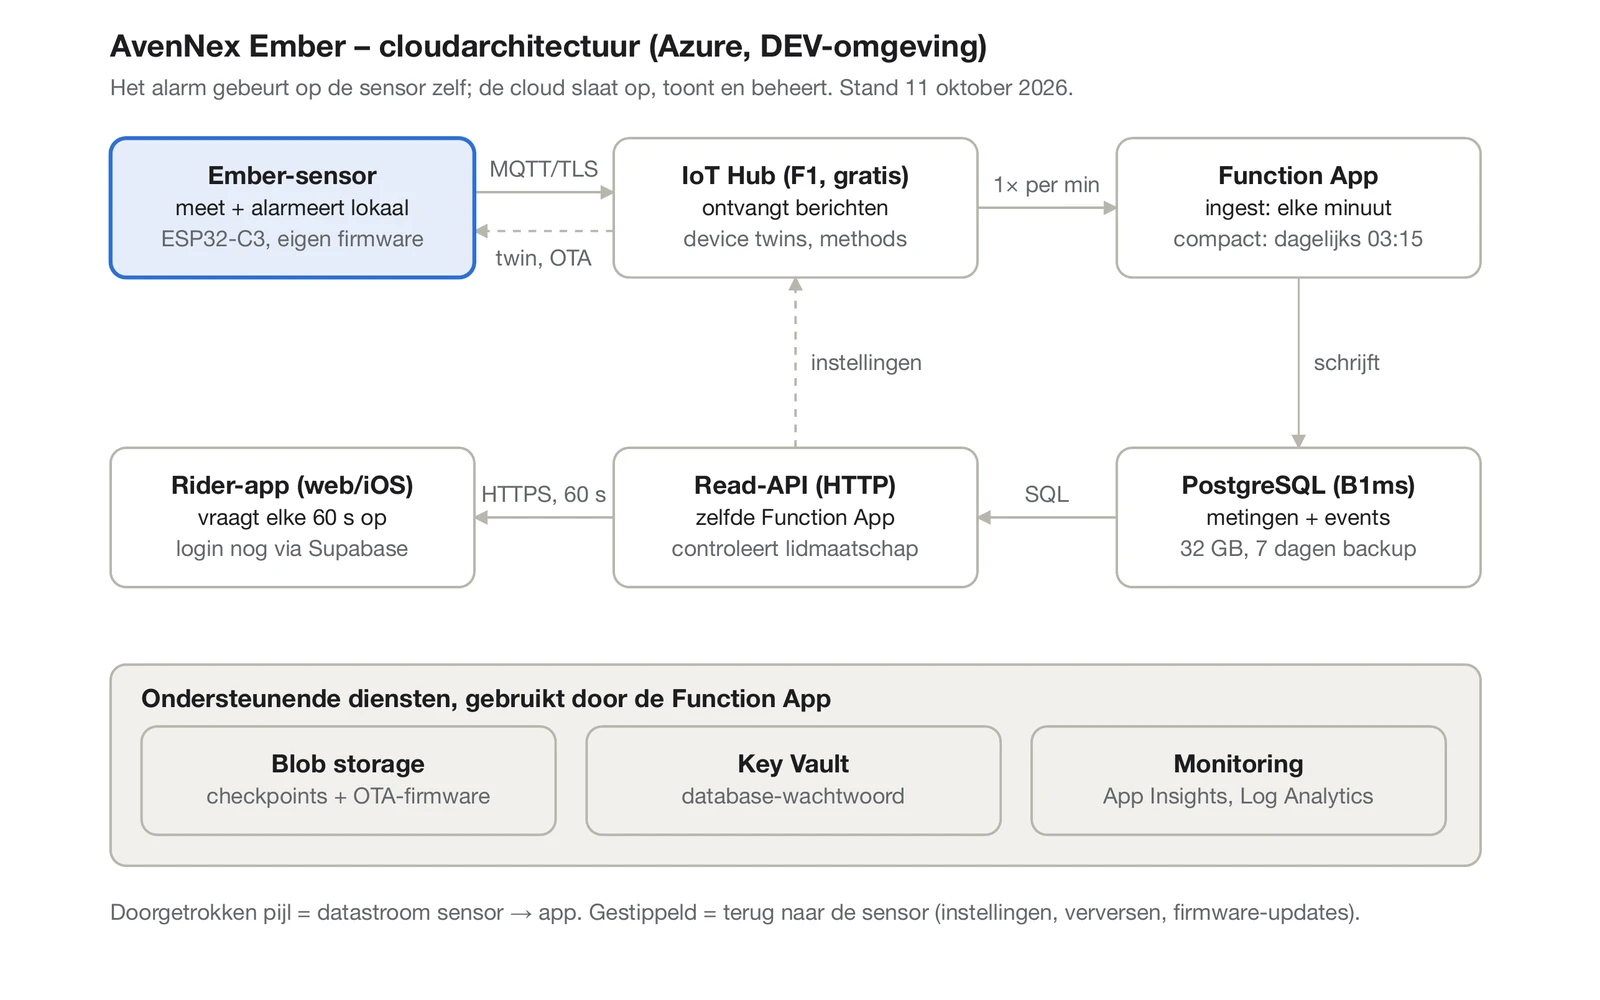 AvenNex Ember – cloudarchitectuur (Azure, DEV-omgeving)
Het alarm gebeurt op de sensor zelf; de cloud slaat op, toont en beheert. Stand 11 oktober 2026.
Ember-sensor
meet + alarmeert lokaal
ESP32-C3, eigen firmware
MQTT/TLS
twin, OTA
IoT Hub (F1, gratis)
ontvangt berichten
device twins, methods
1× per min
Function App
ingest: elke minuut
compact: dagelijks 03:15
instellingen
schrijft
Rider-app (web/iOS)
vraagt elke 60 s op
login nog via Supabase
HTTPS, 60 s
Read-API (HTTP)
zelfde Function App
controleert lidmaatschap
SQL
PostgreSQL (B1ms)
metingen + events
32 GB, 7 dagen backup
Ondersteunende diensten, gebruikt door de Function App
Blob storage
checkpoints + OTA-firmware
Key Vault
database-wachtwoord
Monitoring
App Insights, Log Analytics
Doorgetrokken pijl = datastroom sensor → app. Gestippeld = terug naar de sensor (instellingen, verversen, firmware-updates).